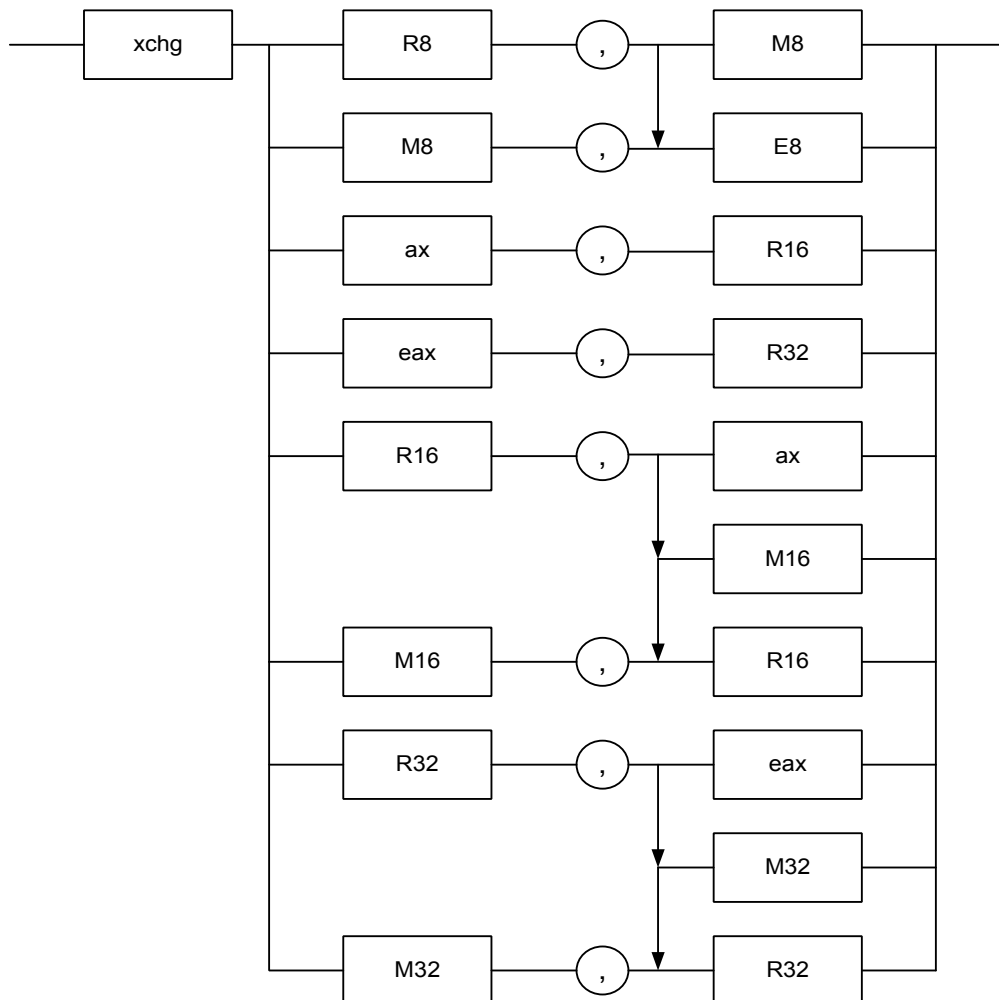 xchg R8 , M8
M8 , E8
ax , R16
eax , R32
R16 , ax
M16
M16 , R16
R32 , eax
M32
M32 , R32